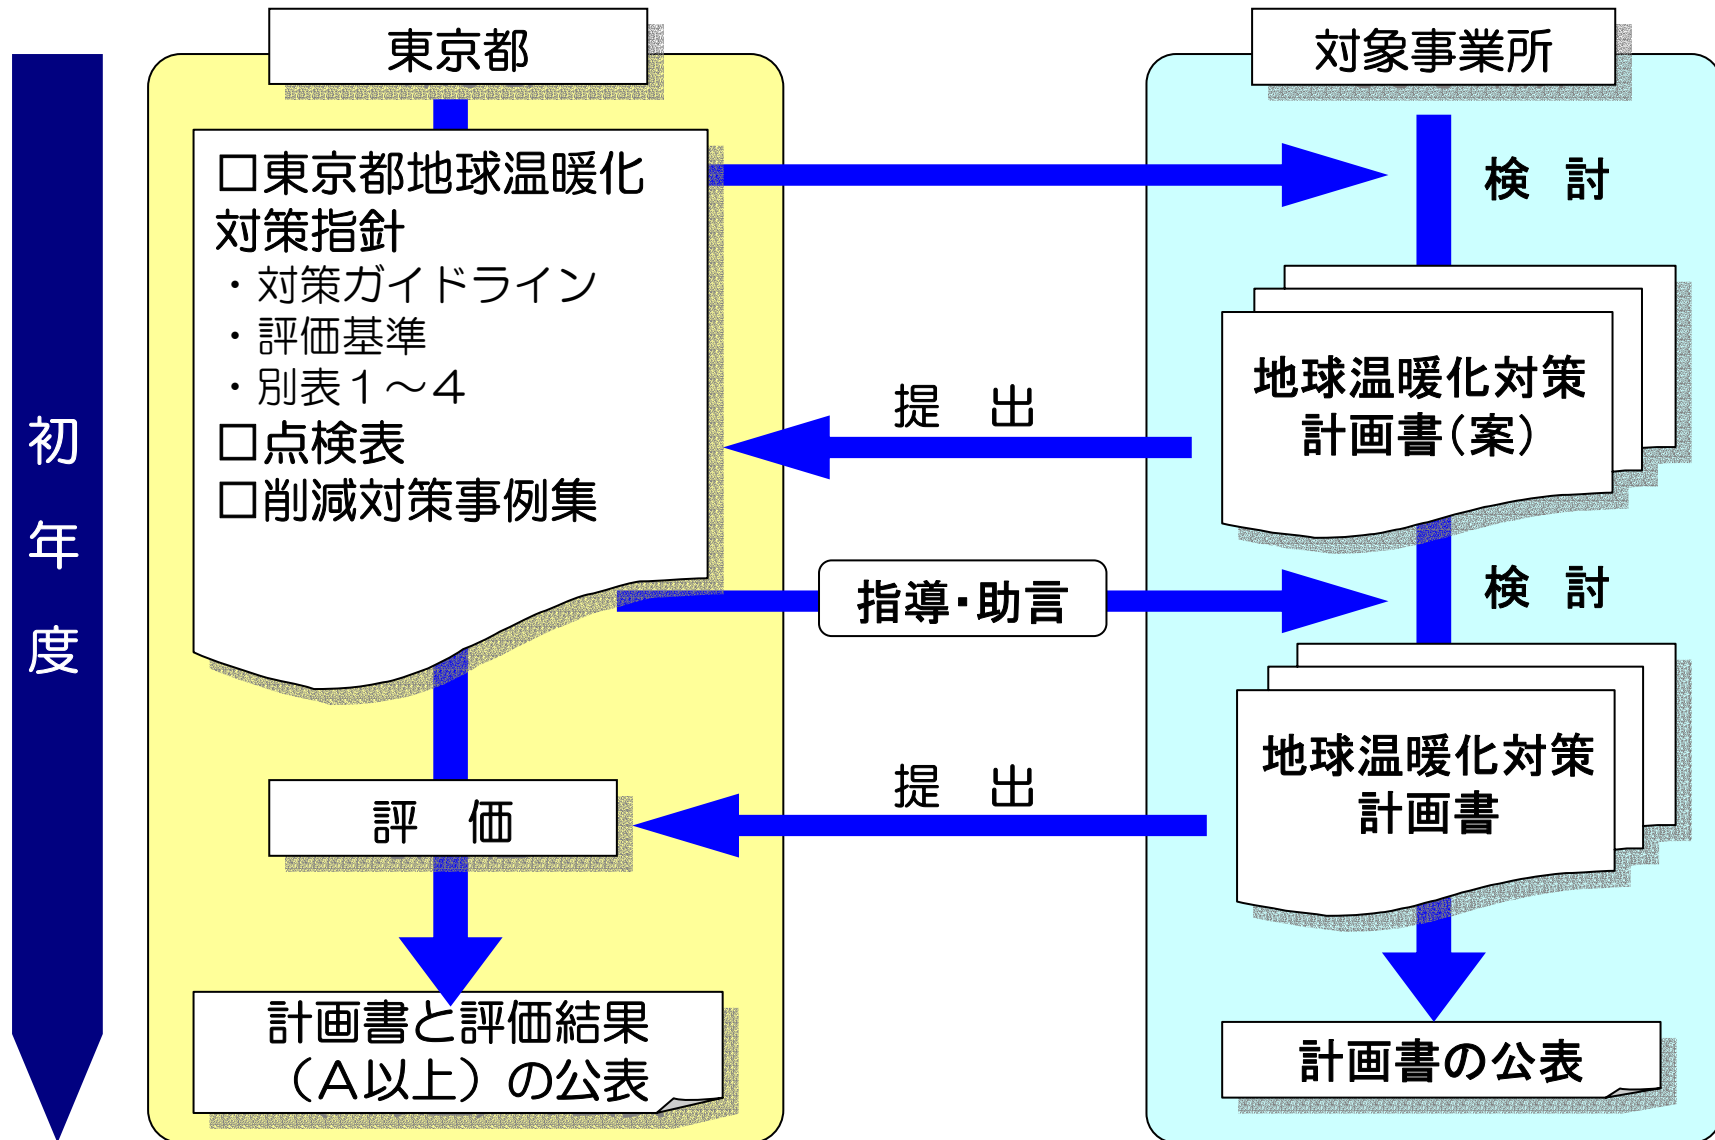 東京都
対象事業所
初年度
□東京都地球温暖化
対策指針
・対策ガイドライン
・評価基準
・別表１～４
□点検表
□削減対策事例集
検 討
地球温暖化対策
計画書(案)
提 出
指導・助言
検 討
地球温暖化対策
計画書
提 出
評 価
計画書と評価結果
（Ａ以上）の公表
計画書の公表